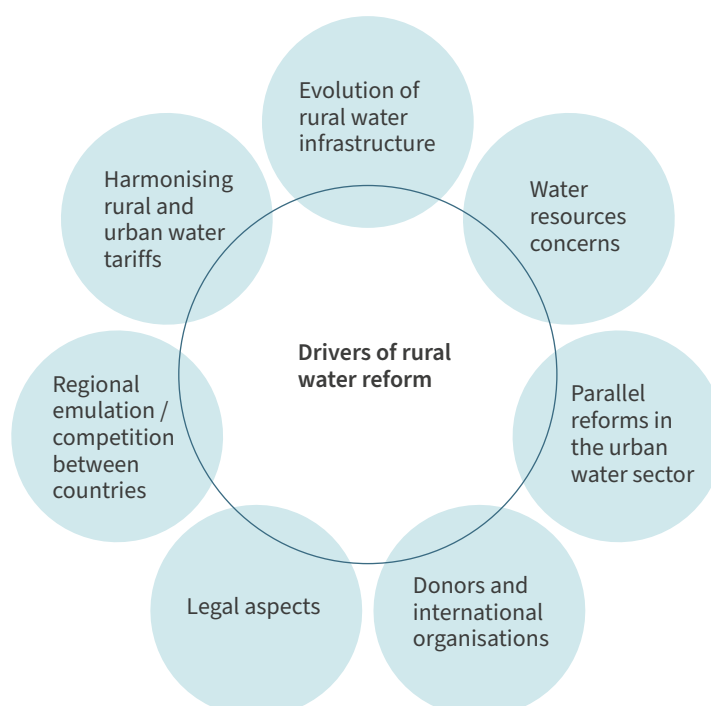 Evolution of
rural water
infrastructure
Water
resources
concerns
Parallel
reforms in
the urban
water sector
Donors and
international
organisations
Legal aspects
Regional
emulation /
competition
between
countries
Harmonising
rural and
urban water
tariffs
Drivers of rural
water reform